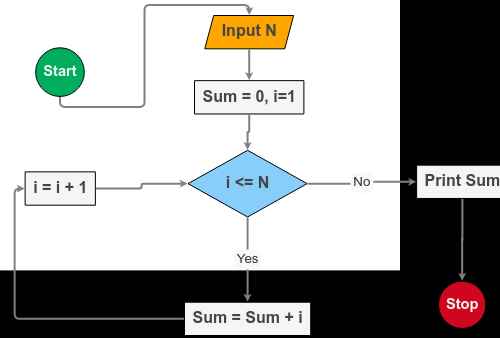 Start
Input N
Sum = 0, i=1
i = i + 1
i <= N
No
Print Sum
Yes
Sum = Sum + i
Stop